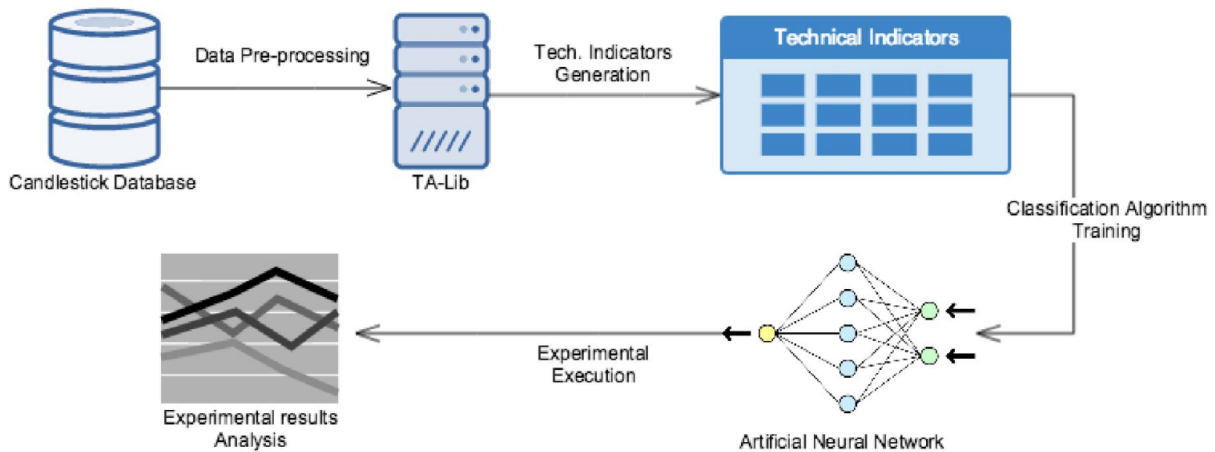 Data Pre-processing
Tech. Indicators
Generation
Technical Indicators
Candlestick Database
TA-Lib
Classification Algorithm
Training
Experimental
Execution
Experimental results
Analysis
Artificial Neural Network